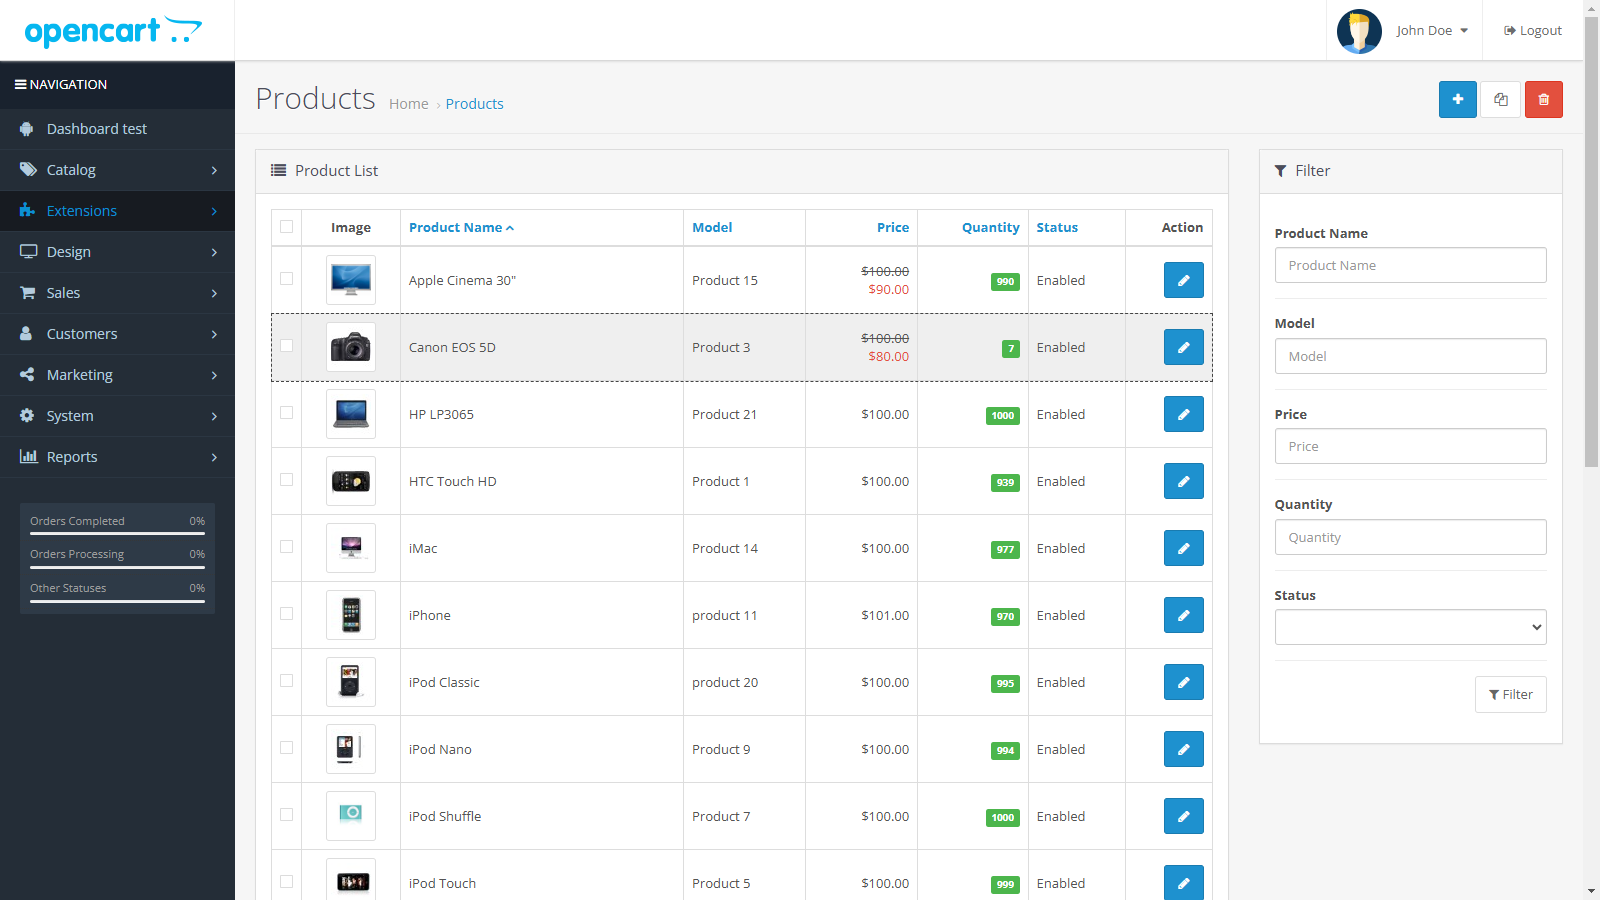 opencart
John Doe
Logout
NAVIGATION
Dashboard test
Catalog
Extensions
Design
Sales
Customers
Marketing
System
Reports
Orders Completed 0%
Orders Processing 0%
Other Statuses 0%
Products Home › Products
Product List
Image Product Name Model Price Quantity Status Action
Apple Cinema 30" Product 15 $100.00 $90.00 990 Enabled
Canon EOS 5D Product 3 $100.00 $80.00 7 Enabled
HP LP3065 Product 21 $100.00 1000 Enabled
HTC Touch HD Product 1 $100.00 939 Enabled
iMac Product 14 $100.00 977 Enabled
iPhone product 11 $101.00 970 Enabled
iPod Classic product 20 $100.00 995 Enabled
iPod Nano Product 9 $100.00 994 Enabled
iPod Shuffle Product 7 $100.00 1000 Enabled
iPod Touch Product 5 $100.00 999 Enabled
Filter
Product Name
Product Name
Model
Model
Price
Price
Quantity
Quantity
Status
Filter